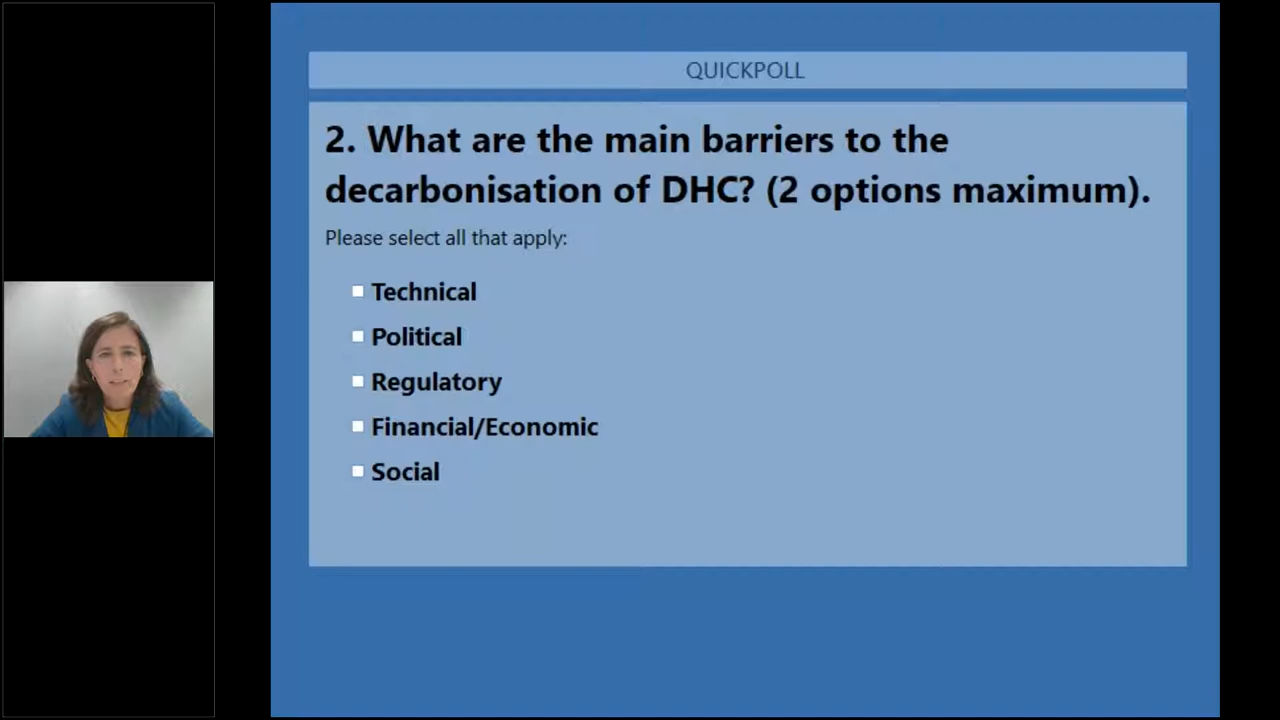 QUICKPOLL
2. What are the main barriers to the
decarbonisation of DHC? (2 options maximum).
Please select all that apply:
Technical
Political
Regulatory
Financial/Economic
Social